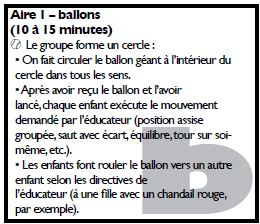 Aire 1 – ballons
(10 à 15 minutes)
Le groupe forme un cercle :
• On fait circuler le ballon géant à l'intérieur du
cercle dans tous les sens.
• Après avoir reçu le ballon et l'avoir
lancé, chaque enfant exécute le mouvement
demandé par l'éducateur (position assise
groupée, saut avec écart, équilibre, tour sur soi-
même, etc.).
• Les enfants font rouler le ballon vers un autre
enfant selon les directives de
l'éducateur (à une fille avec un chandail rouge,
par exemple).
b